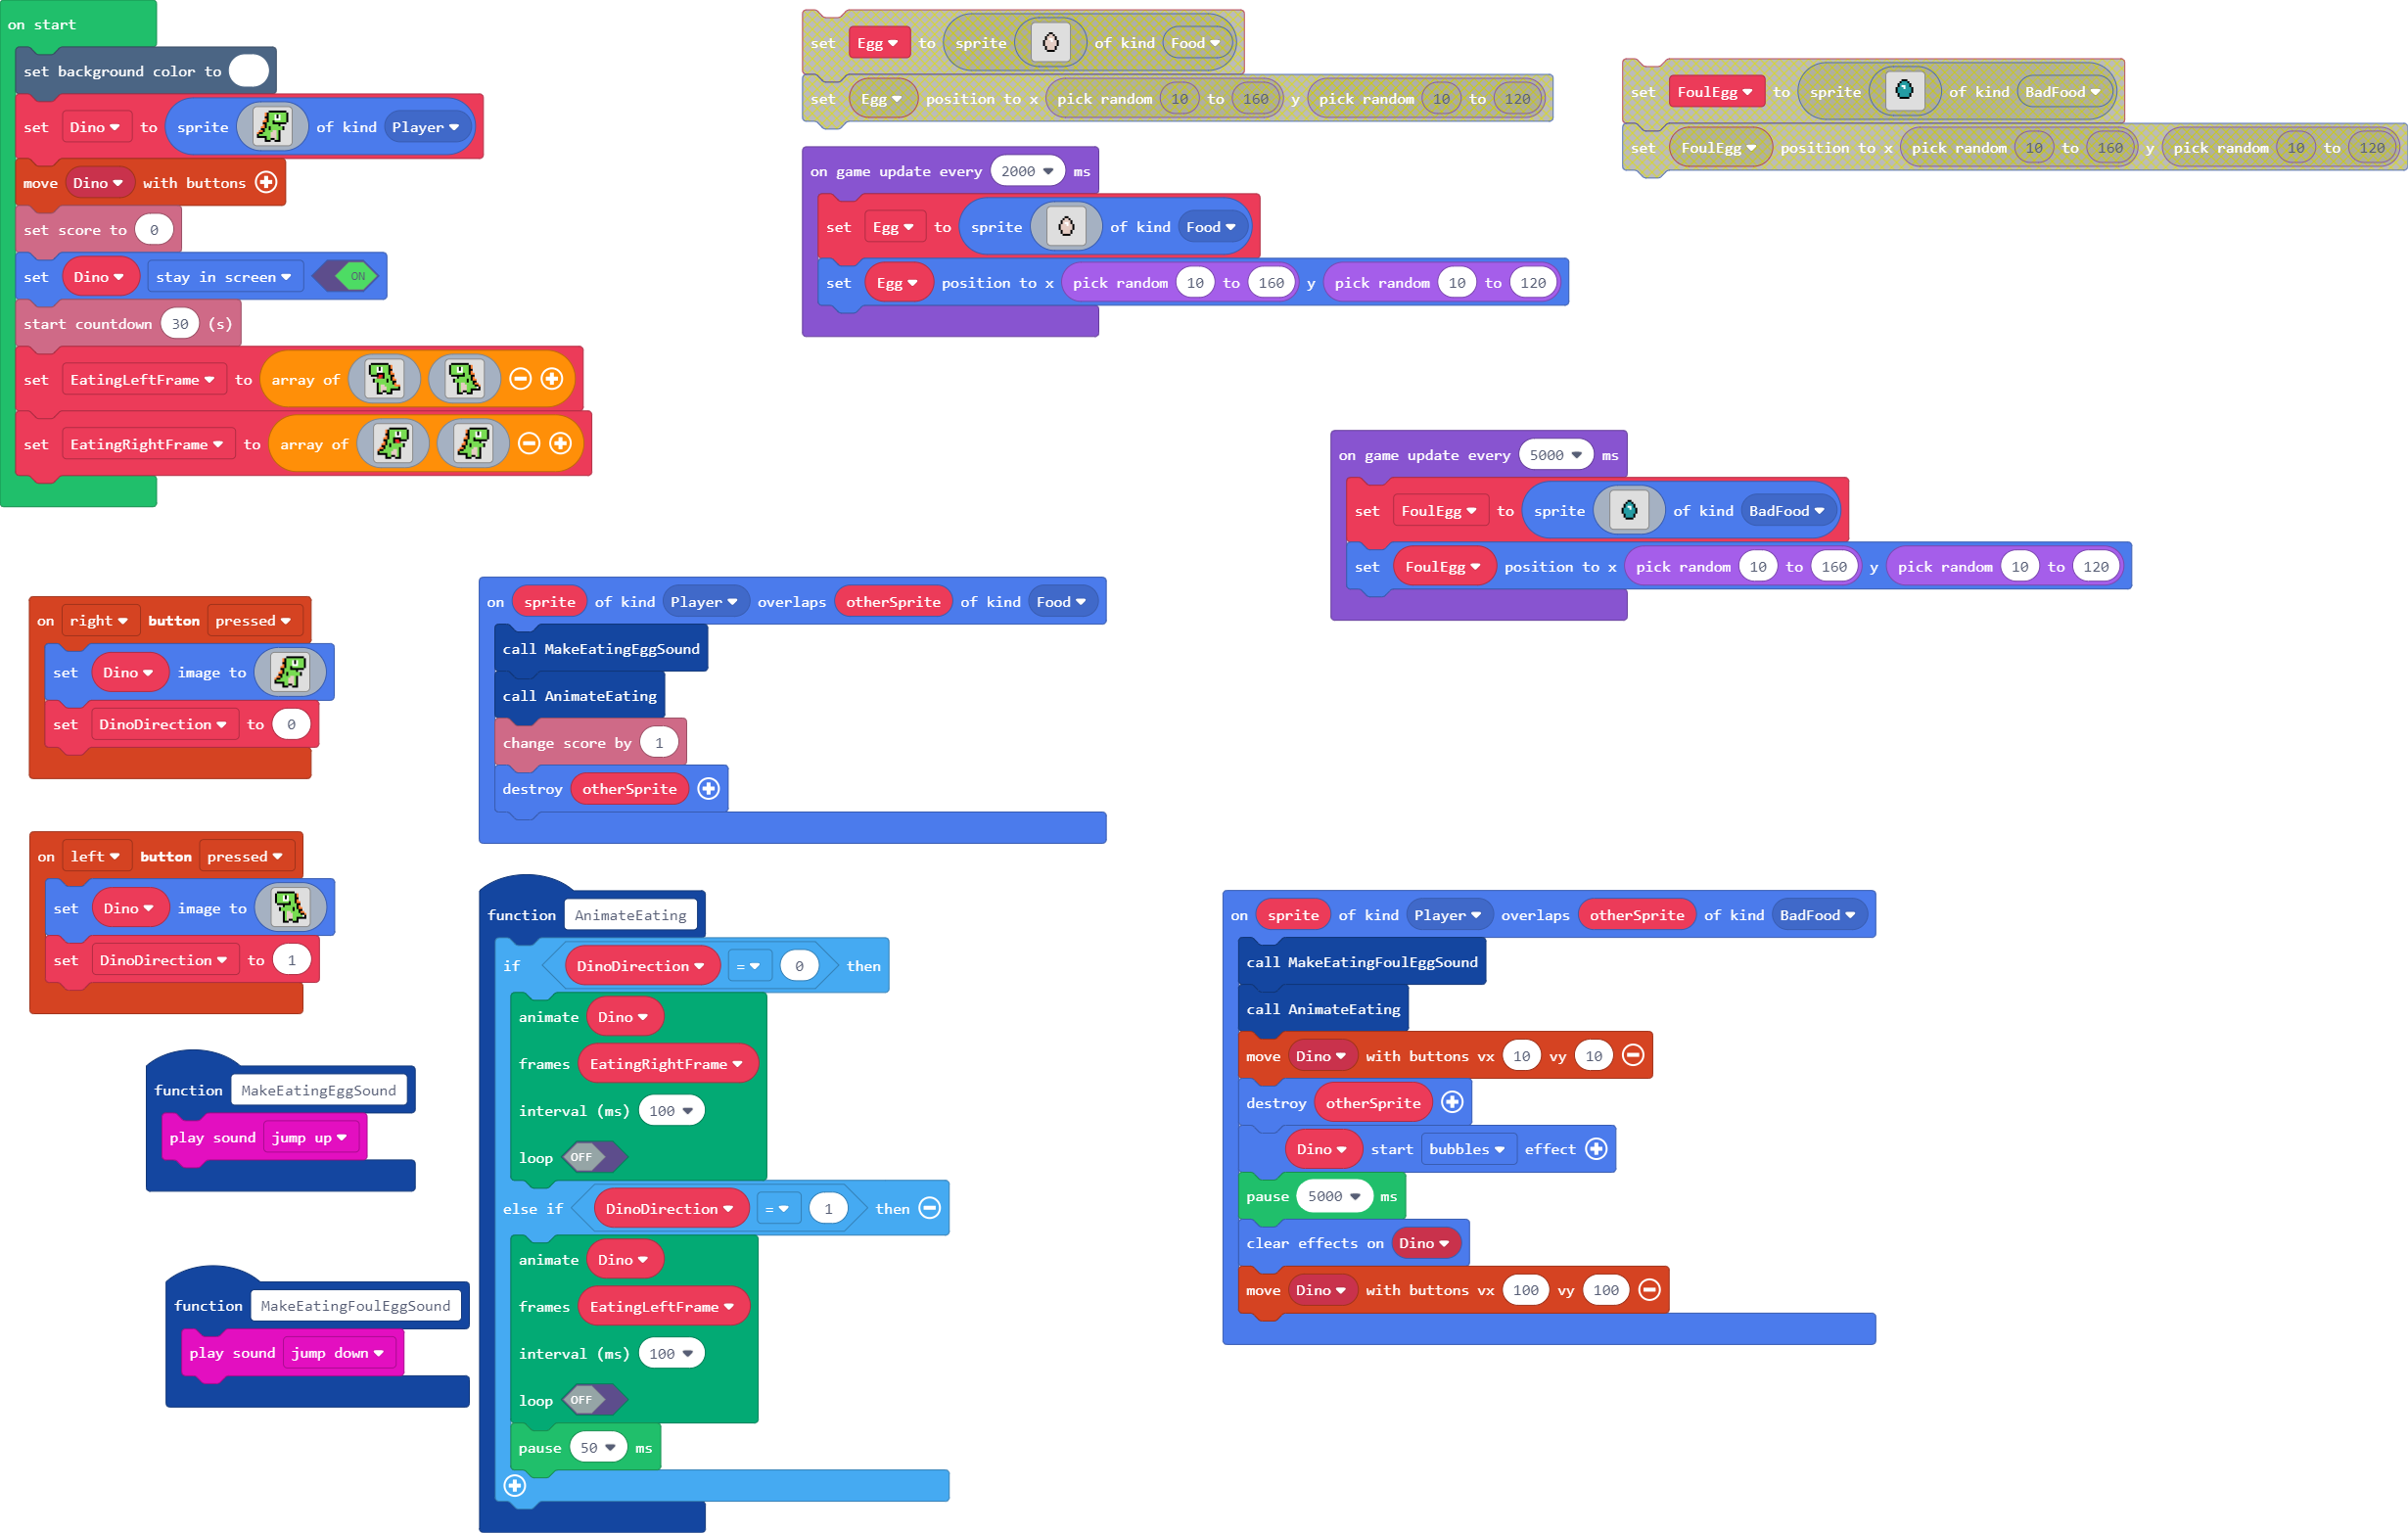 on start
set background color to
set Dino to sprite of kind Player
move Dino with buttons
set score to 0
set Dino stay in screen ON
start countdown 30 (s)
set EatingLeftFrame to array of
set EatingRightFrame to array of
set Egg to sprite of kind Food
set Egg position to x pick random 10 to 160 y pick random 10 to 120
set FoulEgg to sprite of kind BadFood
set FoulEgg position to x pick random 10 to 160 y pick random 10 to 120
on game update every 2000 ms
set Egg to sprite of kind Food
set Egg position to x pick random 10 to 160 y pick random 10 to 120
on game update every 5000 ms
set FoulEgg to sprite of kind BadFood
set FoulEgg position to x pick random 10 to 160 y pick random 10 to 120
on right button pressed
set Dino image to
set DinoDirection to 0
on left button pressed
set Dino image to
set DinoDirection to 1
function MakeEatingEggSound
play sound jump up
function MakeEatingFoulEggSound
play sound jump down
on sprite of kind Player overlaps otherSprite of kind Food
call MakeEatingEggSound
call AnimateEating
change score by 1
destroy otherSprite
function AnimateEating
if DinoDirection = 0 then
animate Dino
frames EatingRightFrame
interval (ms) 100
loop OFF
else if DinoDirection = 1 then
animate Dino
frames EatingLeftFrame
interval (ms) 100
loop OFF
pause 50 ms
on sprite of kind Player overlaps otherSprite of kind BadFood
call MakeEatingFoulEggSound
call AnimateEating
move Dino with buttons vx 10 vy 10
destroy otherSprite
Dino start bubbles effect
pause 5000 ms
clear effects on Dino
move Dino with buttons vx 100 vy 100